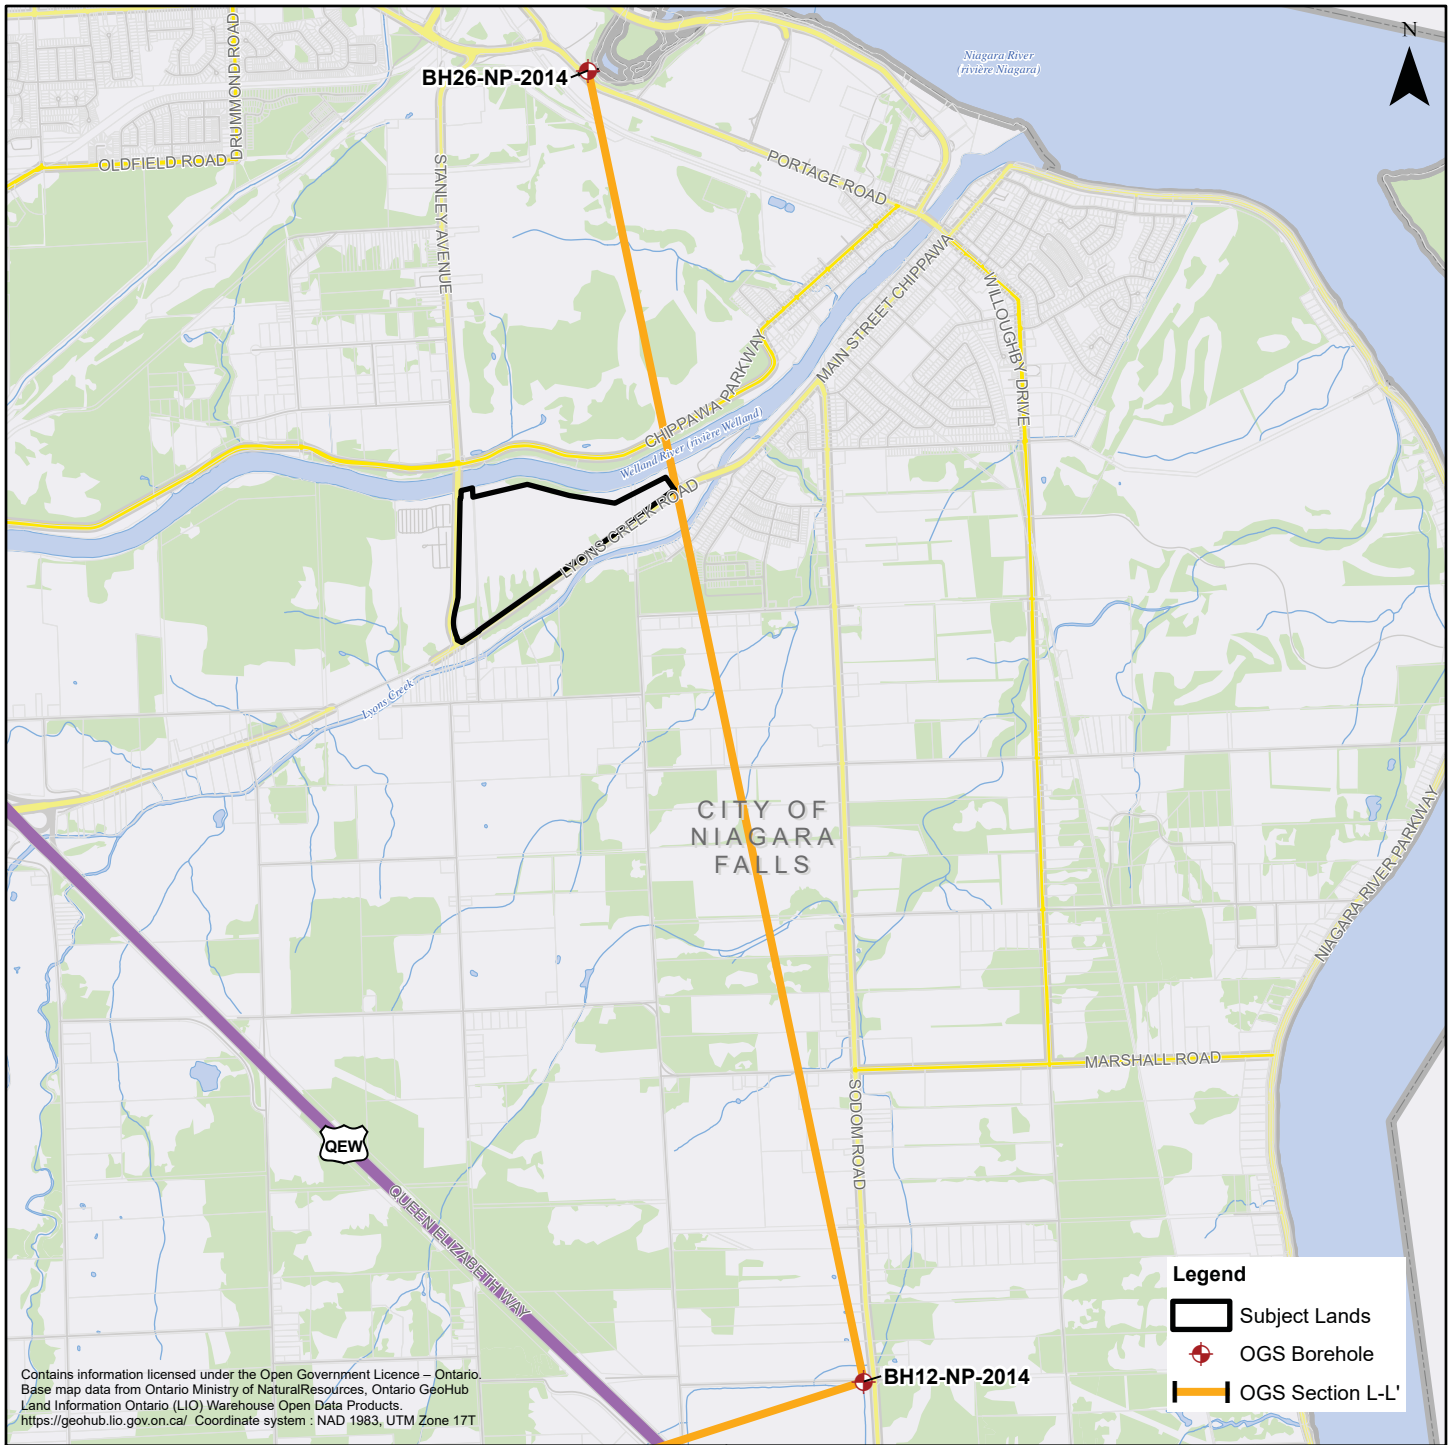 N
Niagara River
(rivière Niagara)
BH26-NP-2014
DRUMMOND ROAD
OLDFIELD ROAD
STANLEY AVENUE
PORTAGE ROAD
MAIN STREET CHIPPAWA
WILLOUGHBY DRIVE
CHIPPAWA PARKWAY
Welland River (rivière Welland)
LYONS CREEK ROAD
Lyons Creek
CITY OF
NIAGARA
FALLS
NIAGARA RIVER PARKWAY
MARSHALL ROAD
SODOM ROAD
QEW
QUEEN ELIZABETH WAY
BH12-NP-2014
Legend
Subject Lands
OGS Borehole
OGS Section L-L'
Contains information licensed under the Open Government Licence – Ontario.
Base map data from Ontario Ministry of NaturalResources, Ontario GeoHub
Land Information Ontario (LIO) Warehouse Open Data Products.
https://geohub.lio.gov.on.ca/ Coordinate system : NAD 1983, UTM Zone 17T